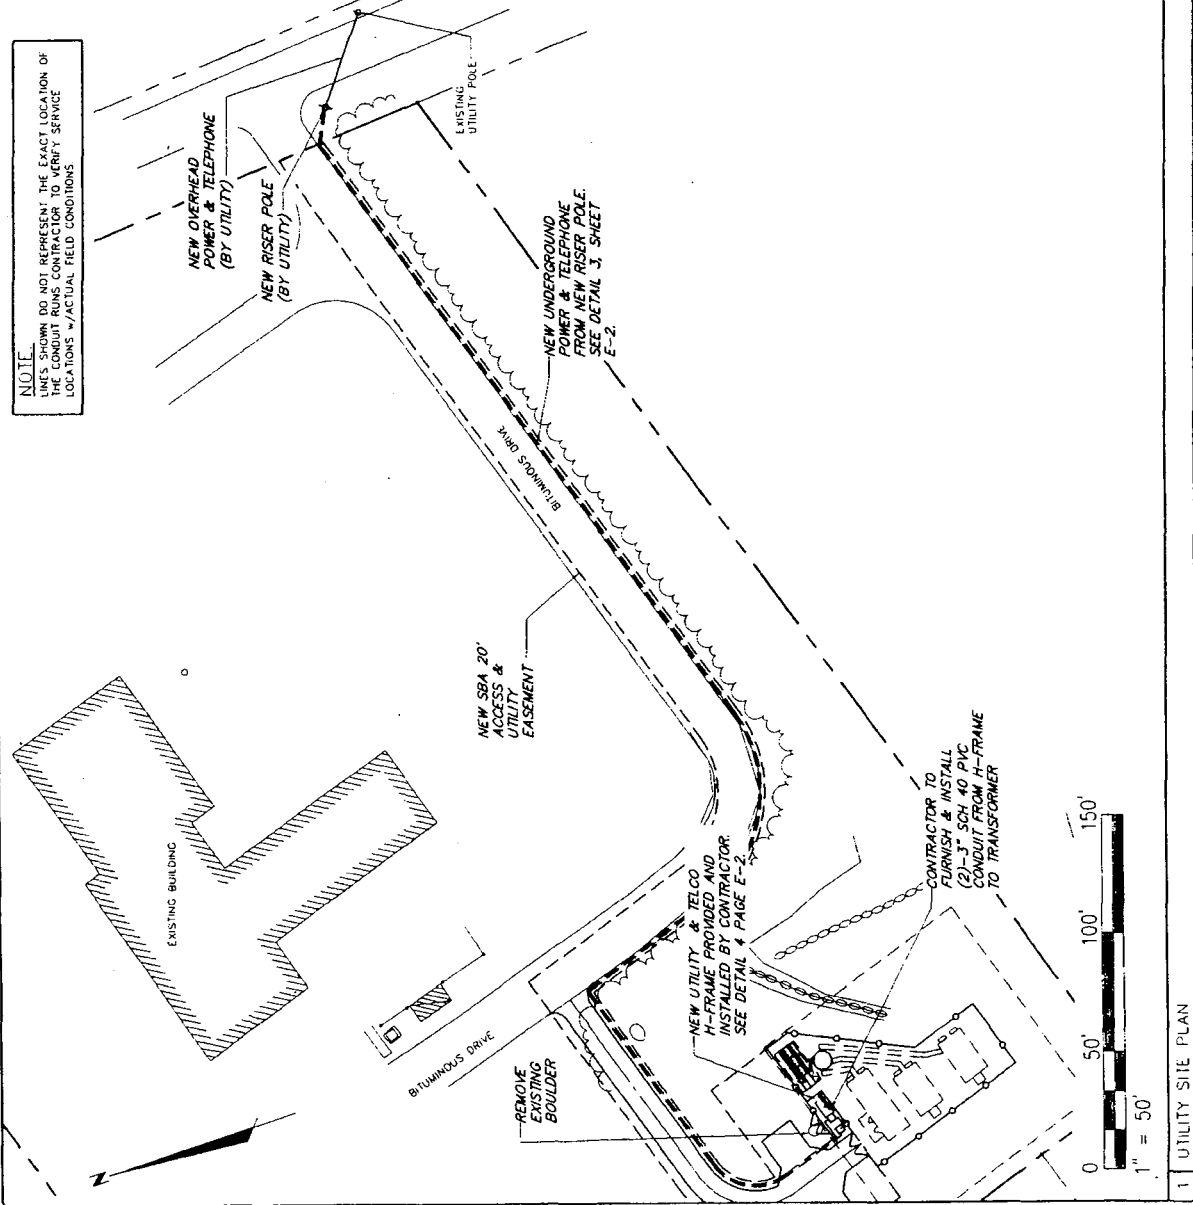 NOTE:
LINES SHOWN DO NOT REPRESENT THE EXACT LOCATION OF
THE CONDUIT RUNS CONTRACTOR TO VERIFY SERVICE
LOCATIONS w/ACTUAL FIELD CONDITIONS.
NEW OVERHEAD
POWER & TELEPHONE
(BY UTILITY)
NEW RISER POLE
(BY UTILITY)
EXISTING
UTILITY POLE
NEW UNDERGROUND
POWER & TELEPHONE
FROM NEW RISER POLE.
SEE DETAIL 3, SHEET
E-2.
BITUMINOUS DRIVE
NEW SBA 20'
ACCESS &
UTILITY
EASEMENT
EXISTING BUILDING
BITUMINOUS DRIVE
REMOVE
EXISTING
BOULDER
NEW UTILITY & TELCO
H-FRAME PROVIDED AND
INSTALLED BY CONTRACTOR.
SEE DETAIL 4 PAGE E-2.
CONTRACTOR TO
FURNISH & INSTALL
(2)-3" SCH 40 PVC
CONDUIT FROM H-FRAME
TO TRANSFORMER
N
0 50' 100' 150'
1" = 50'
1 UTILITY SITE PLAN